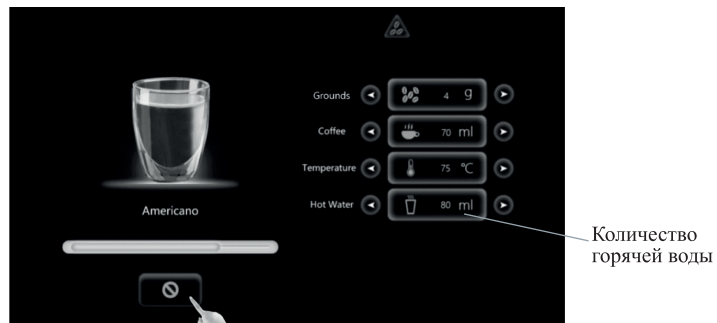 Grounds 4 g
Coffee 70 ml
Temperature 75 °C
Hot Water 80 ml
Americano
Количество
горячей воды